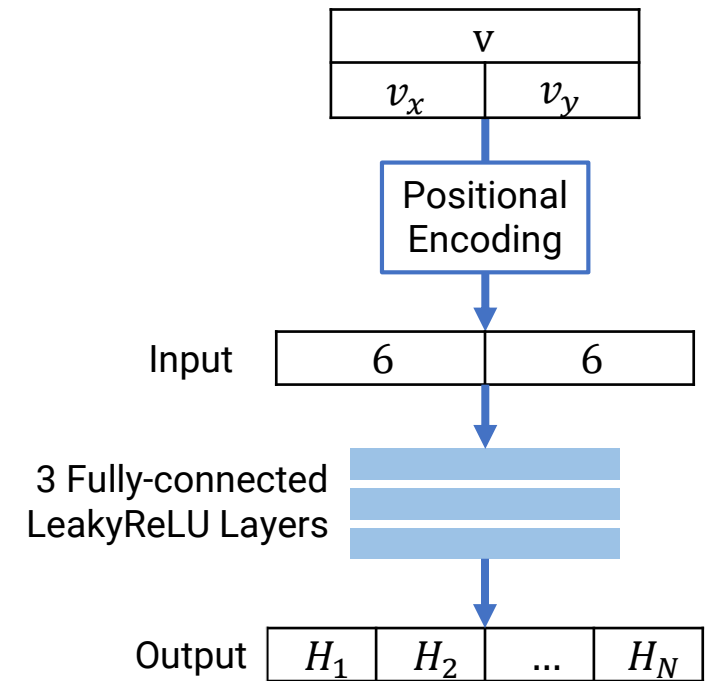 v
v_x v_y
Positional
Encoding
Input 6 6
3 Fully-connected
LeakyReLU Layers
Output H_1 H_2 ... H_N